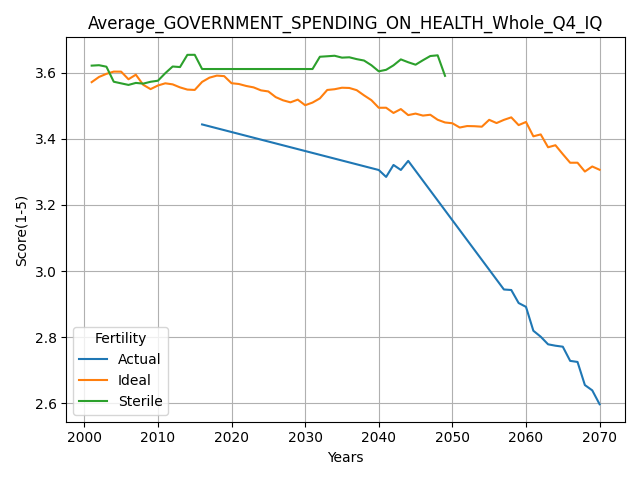 Average_GOVERNMENT_SPENDING_ON_HEALTH_Whole_Q4_IQ
Score(1-5)
3.6
3.4
3.2
3.0
2.8
2.6
Fertility
Actual
Ideal
Sterile
2000 2010 2020 2030 2040 2050 2060 2070
Years